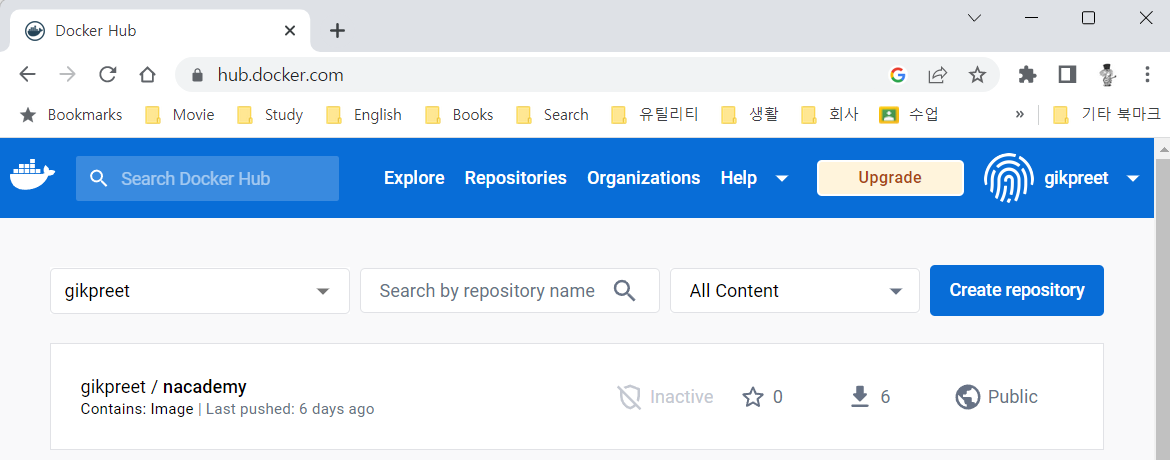 Docker Hub
hub.docker.com
Bookmarks Movie Study English Books Search 유틸리티 생활 회사 수업 » 기타 북마크
Search Docker Hub Explore Repositories Organizations Help Upgrade gikpreet
gikpreet Search by repository name All Content Create repository
gikpreet / nacademy
Inactive 0 6 Public
Contains: Image | Last pushed: 6 days ago